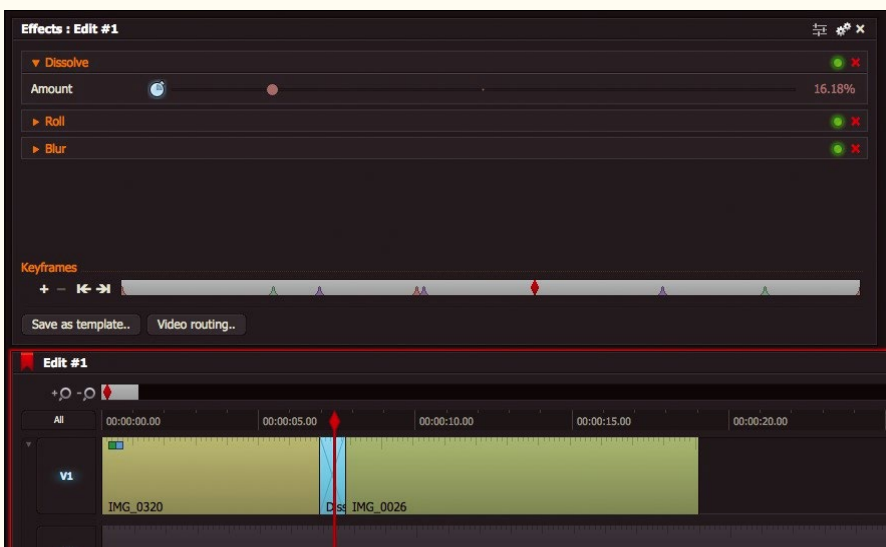 Effects : Edit #1
Dissolve
Amount 16.18%
Roll
Blur
Keyframes
Save as template.. Video routing..
Edit #1
All 00:00:00.00 00:00:05.00 00:00:10.00 00:00:15.00 00:00:20.00
V1
IMG_0320 Diss IMG_0026